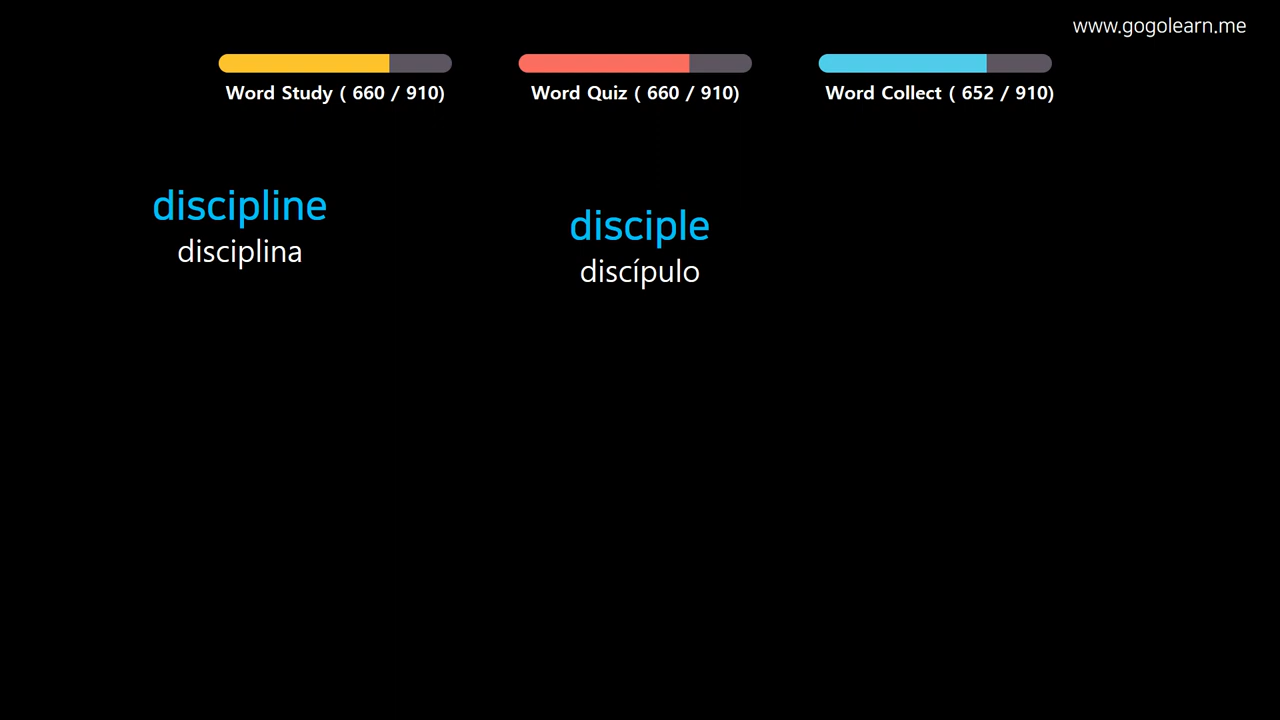 www.gogolearn.me
Word Study ( 660 / 910)
Word Quiz ( 660 / 910)
Word Collect ( 652 / 910)
discipline
disciplina
disciple
discípulo